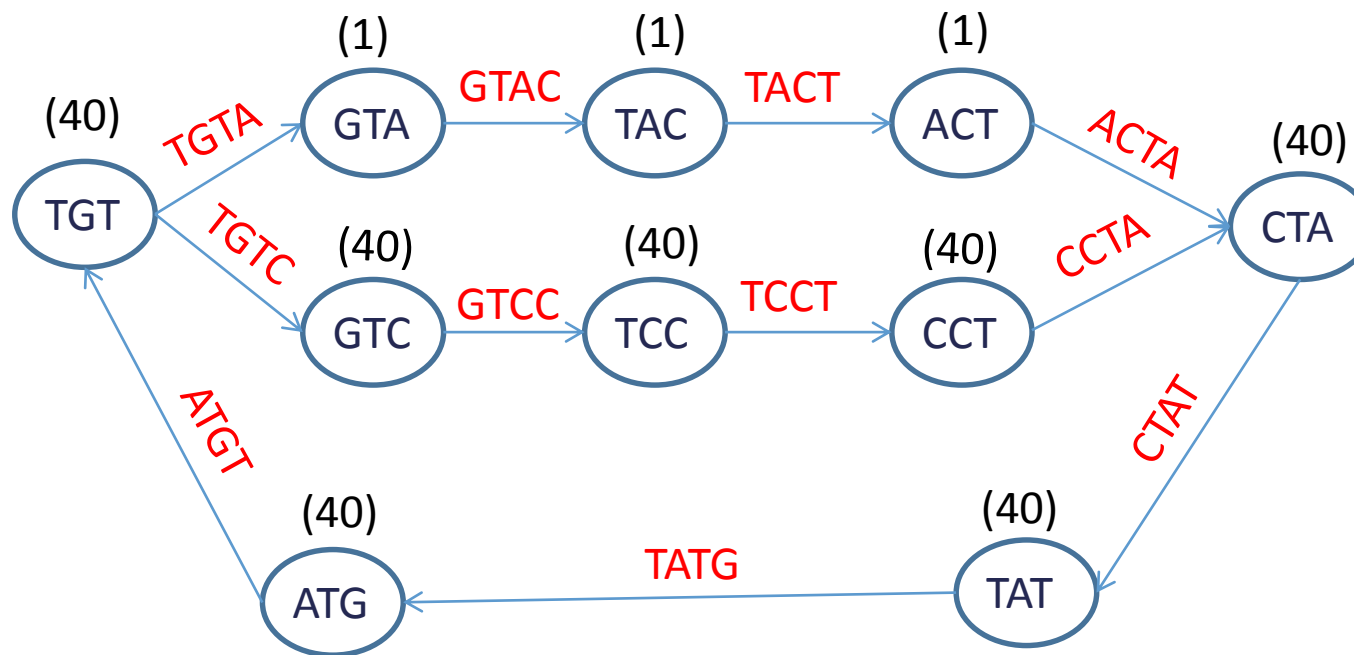 (1)
(1)
(1)
GTAC
TACT
(40)
TGTA
GTA
TAC
ACT
ACTA
(40)
TGT
TGTC
(40)
(40)
(40)
CCTA
CTA
GTCC
TCCT
GTC
TCC
CCT
ATGT
CTAT
(40)
(40)
TATG
ATG
TAT